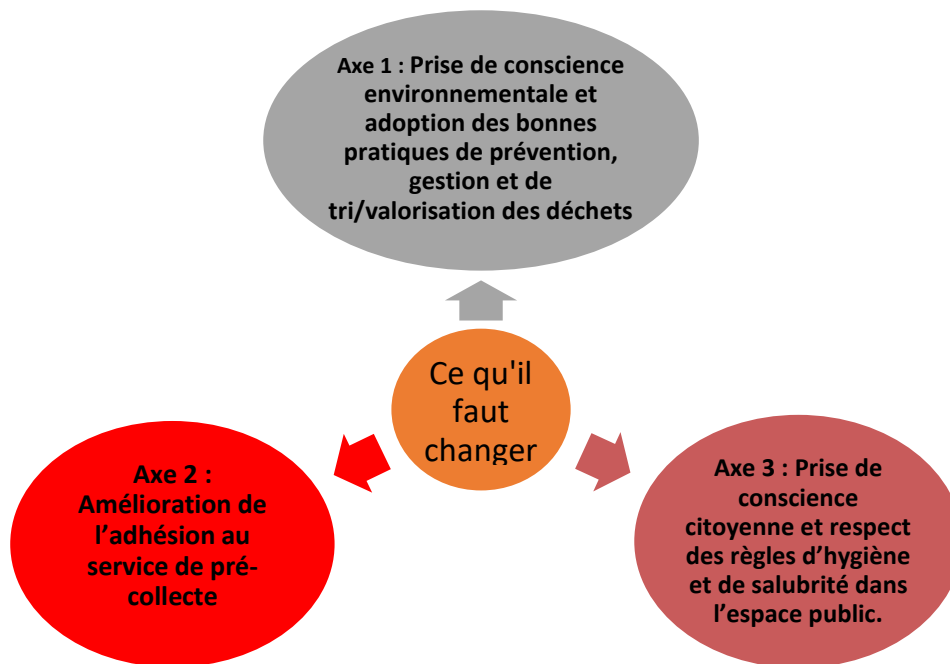 Axe 1 : Prise de conscience
environnementale et
adoption des bonnes
pratiques de prévention,
gestion et de
tri/valorisation des déchets
Ce qu'il
faut
changer
Axe 2 :
Amélioration de
l’adhésion au
service de pré-
collecte
Axe 3 : Prise de
conscience
citoyenne et respect
des règles d’hygiène
et de salubrité dans
l’espace public.